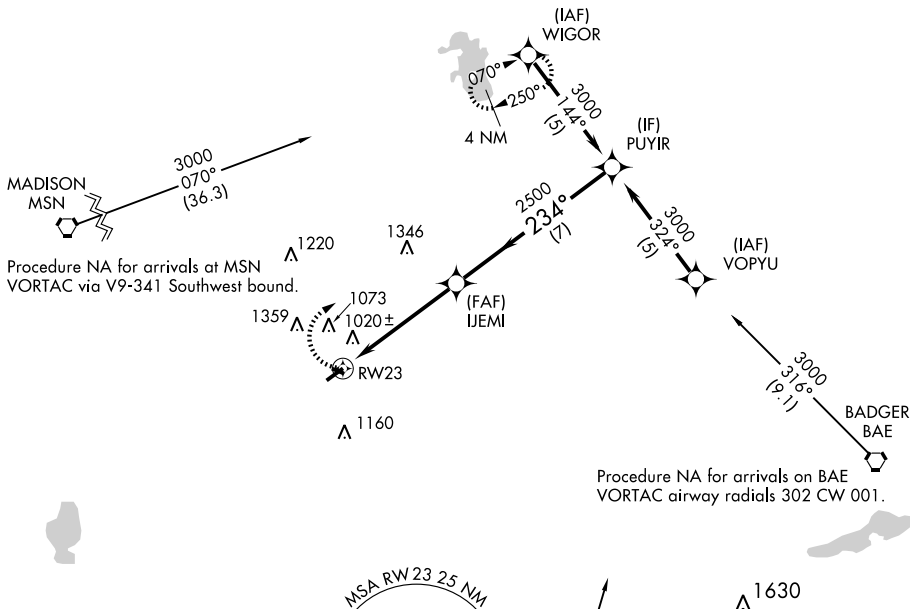 (IAF)
WIGOR
070°
250°
4 NM
3000
144°
(5)
(IF)
PUYIR
3000
070°
(36.3)
MADISON
MSN
Procedure NA for arrivals at MSN
VORTAC via V9-341 Southwest bound.
2500
234°
(7)
3000
324°
(5)
(IAF)
VOPYU
1220
1346
(FAF)
IJEMI
1359
1073
1020±
RW23
1160
3000
316°
(9.1)
BADGER
BAE
Procedure NA for arrivals on BAE
VORTAC airway radials 302 CW 001.
MSA RW 23 25 NM
1630